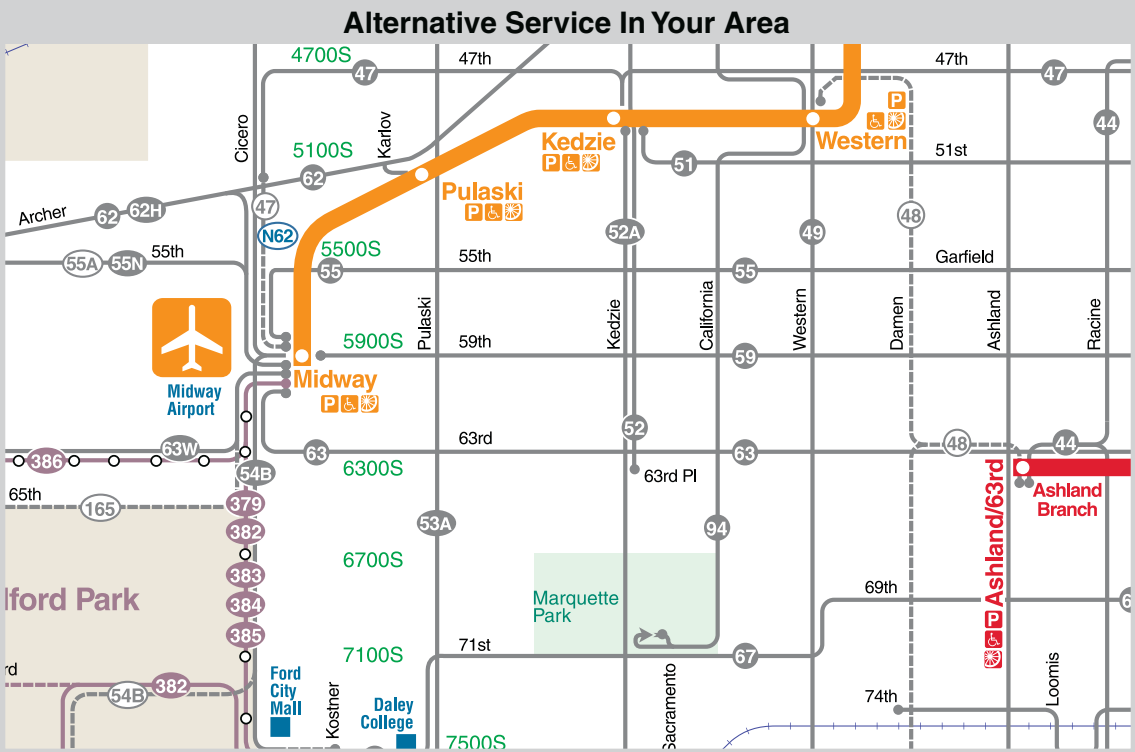 Alternative Service In Your Area
4700S
47
47th
47th
47
44
Cicero
Karlov
Kedzie
P
Western
P
5100S
62
51
51st
Archer
62
62H
47
N62
Pulaski
P
48
52A
49
55A
55N
55th
5500S
55
55th
55
Garfield
Pulaski
Kedzie
California
Western
Damen
Ashland
Racine
5900S
59th
59
Midway
P
Midway
Airport
63W
386
63
63rd
6300S
52
63
48
44
54B
63rd Pl
65th
165
379
382
53A
94
Ashland/63rd
P
Ashland
Branch
383
384
385
6700S
lford Park
Marquette
Park
69th
7100S
71st
67
rd
382
54B
Ford
City
Mall
Kostner
Daley
College
Sacramento
74th
Loomis
7500S